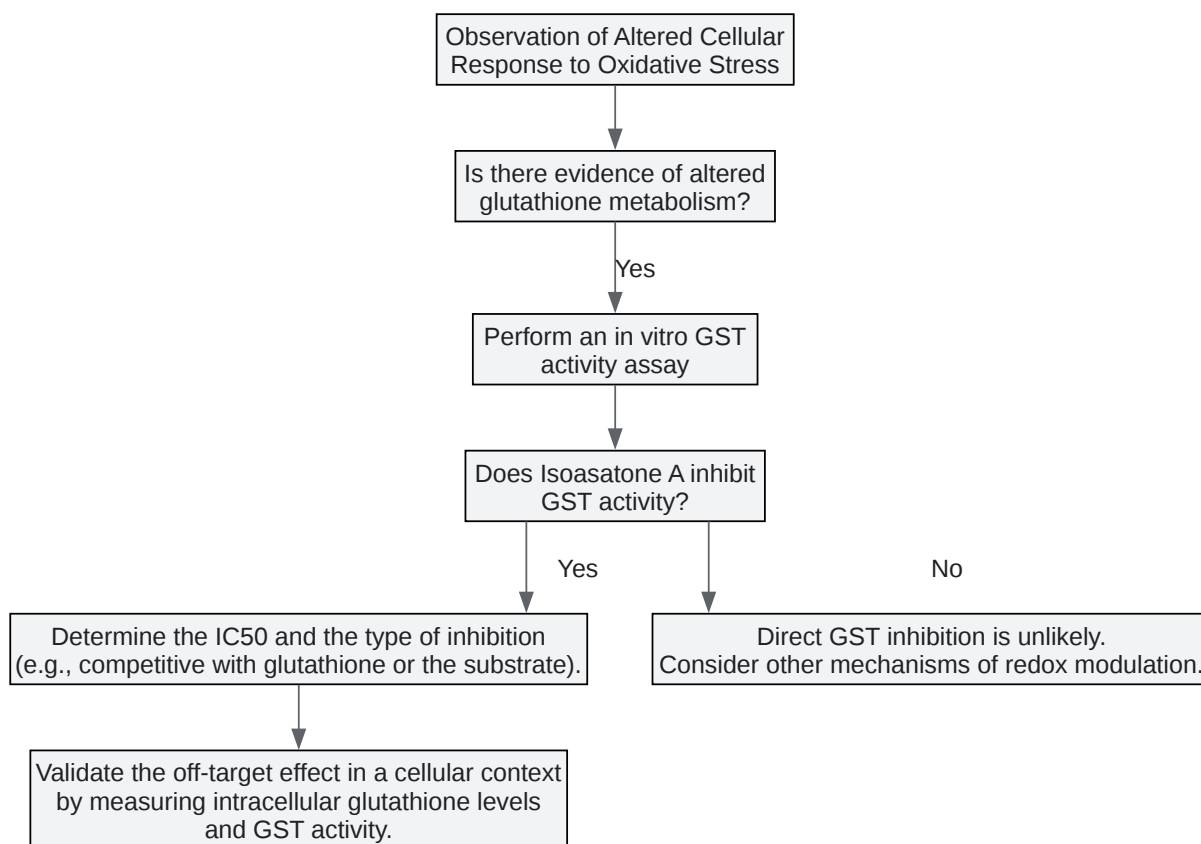 Observation of Altered Cellular
Response to Oxidative Stress
Is there evidence of altered
glutathione metabolism?
Yes
Perform an in vitro GST
activity assay
Does Isoasatone A inhibit
GST activity?
Yes
No
Determine the IC50 and the type of inhibition
(e.g., competitive with glutathione or the substrate).
Direct GST inhibition is unlikely.
Consider other mechanisms of redox modulation.
Validate the off-target effect in a cellular context
by measuring intracellular glutathione levels
and GST activity.